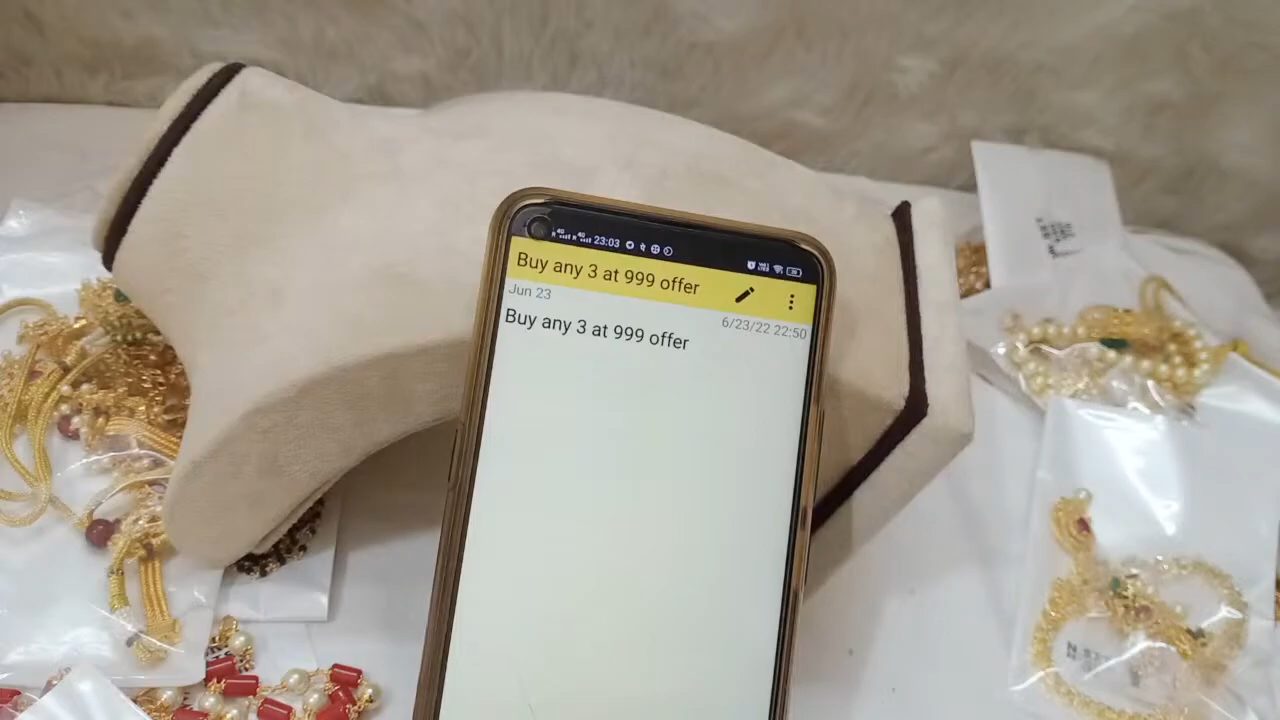 23:03
Buy any 3 at 999 offer
Jun 23
6/23/22 22:50
Buy any 3 at 999 offer